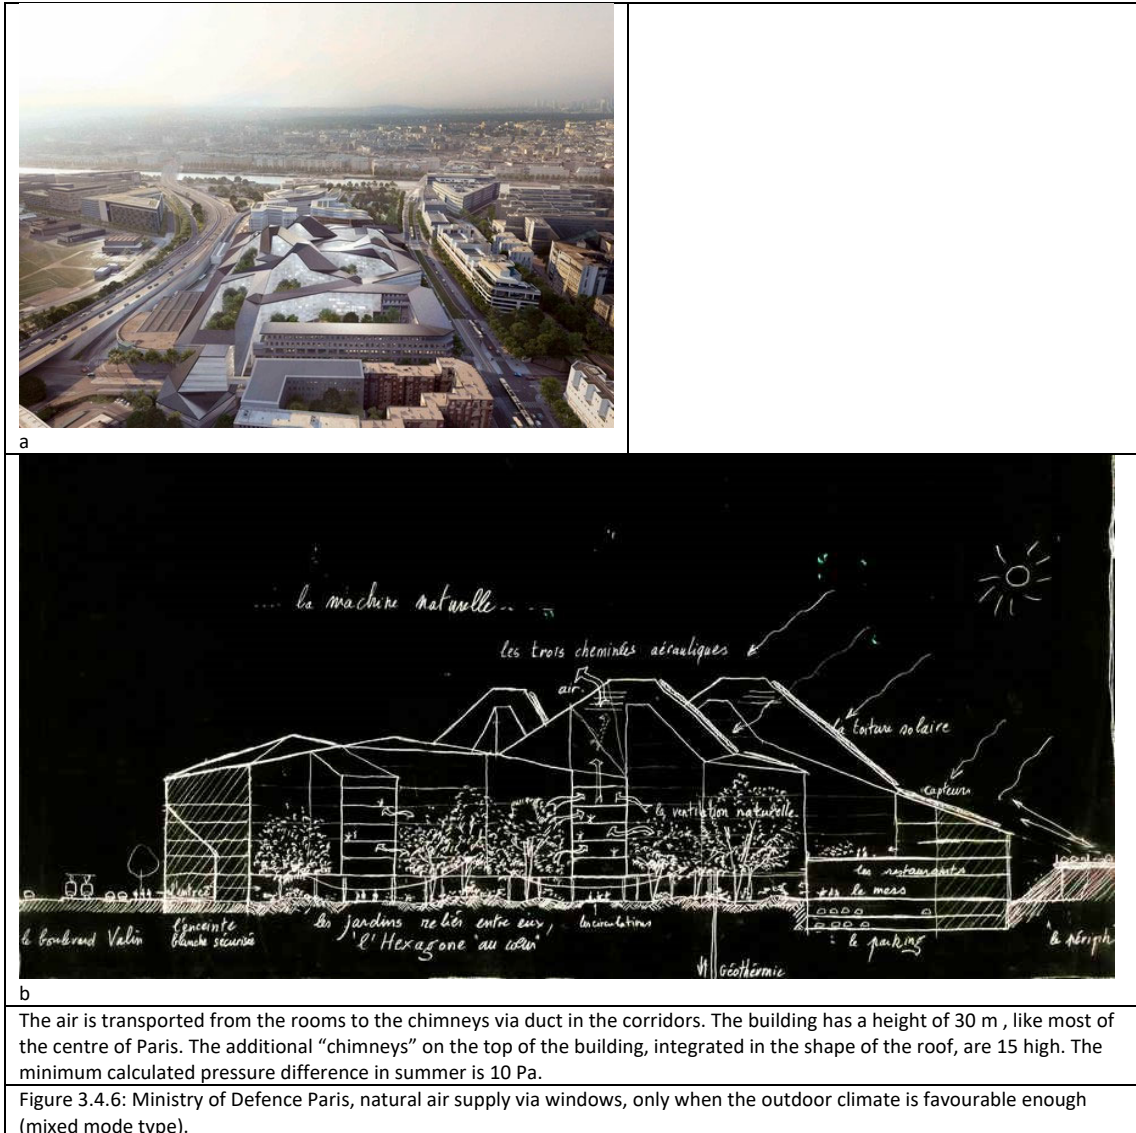 a
.... la machine naturelle....
les trois cheminées aérauliques
air.
la toiture solaire
capteurs
la ventilation naturelle.
les restaurants
le mess
l'entrée
l'enceinte
blanche sécurisée
les jardins reliés entre eux,
"l'Hexagone au cœur"
les circulations
le boulevard Valin
le parking
le périph
Géothermie
b
The air is transported from the rooms to the chimneys via duct in the corridors. The building has a height of 30 m , like most of
the centre of Paris. The additional “chimneys” on the top of the building, integrated in the shape of the roof, are 15 high. The
minimum calculated pressure difference in summer is 10 Pa.
Figure 3.4.6: Ministry of Defence Paris, natural air supply via windows, only when the outdoor climate is favourable enough
(mixed mode type).